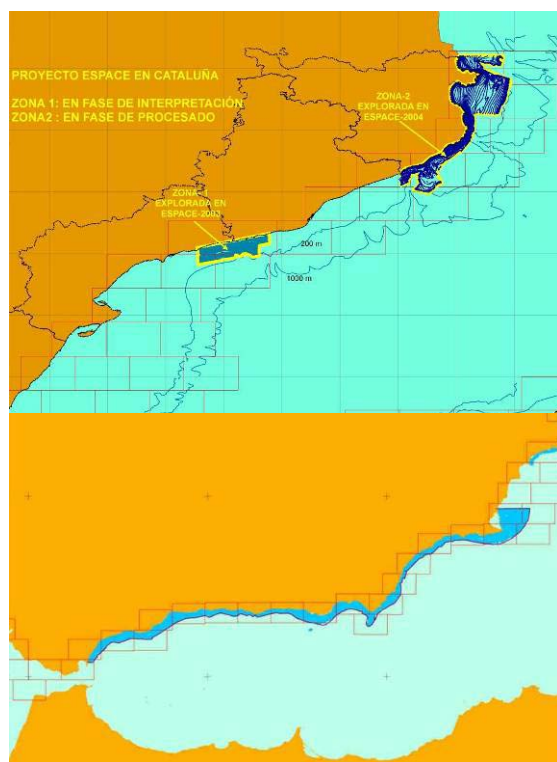 PROYECTO ESPACE EN CATALUÑA
ZONA 1: EN FASE DE INTERPRETACIÓN
ZONA2 : EN FASE DE PROCESADO
ZONA-2
EXPLORADA EN
ESPACE-2004
ZONA-1
EXPLORADA EN
ESPACE-2003
200 m
1000 m